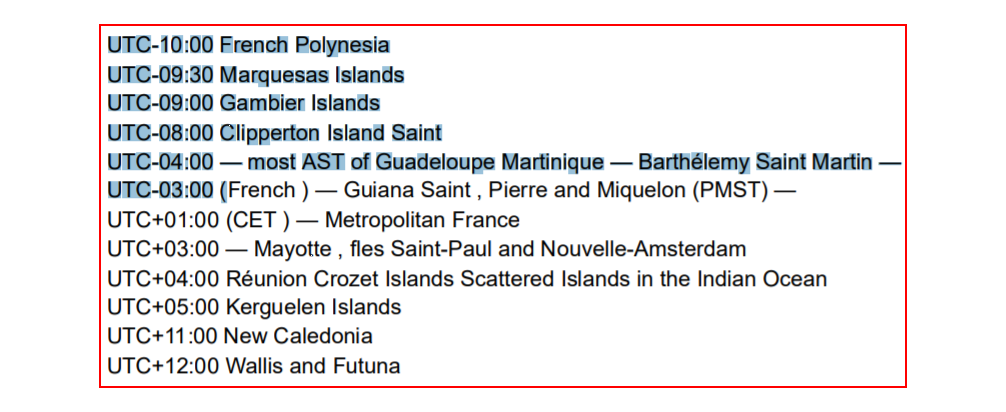 UTC-10:00 French Polynesia
UTC-09:30 Marquesas Islands
UTC-09:00 Gambier Islands
UTC-08:00 Clipperton Island Saint
UTC-04:00 — most AST of Guadeloupe Martinique — Barthélemy Saint Martin —
UTC-03:00 (French ) — Guiana Saint , Pierre and Miquelon (PMST) —
UTC+01:00 (CET ) — Metropolitan France
UTC+03:00 — Mayotte , fles Saint-Paul and Nouvelle-Amsterdam
UTC+04:00 Réunion Crozet Islands Scattered Islands in the Indian Ocean
UTC+05:00 Kerguelen Islands
UTC+11:00 New Caledonia
UTC+12:00 Wallis and Futuna